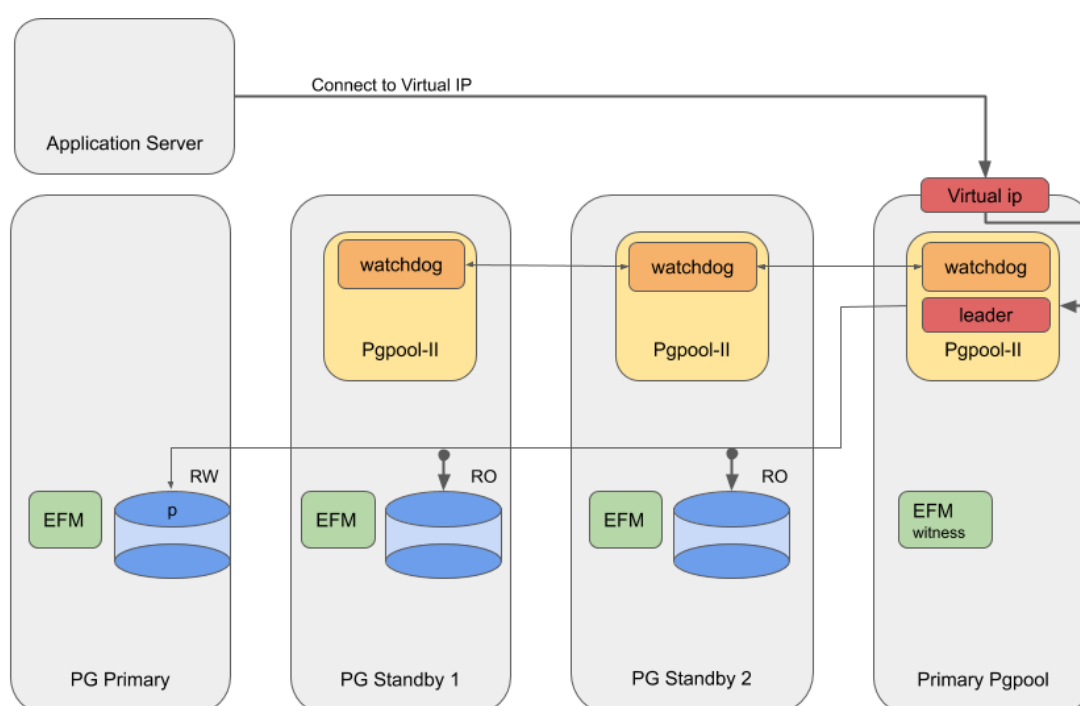 Connect to Virtual IP
Application Server
Virtual ip
watchdog
watchdog
watchdog
leader
Pgpool-II
Pgpool-II
Pgpool-II
RW
RO
RO
EFM
p
EFM
EFM
EFM
witness
PG Primary
PG Standby 1
PG Standby 2
Primary Pgpool